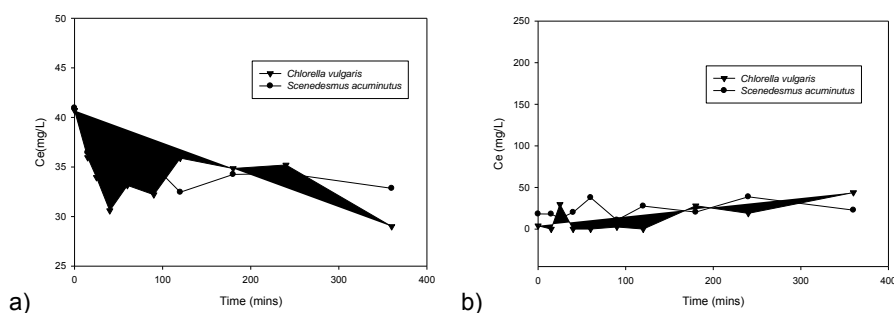 50
45
40
35
30
25
Ce(mg/L)
Chlorella vulgaris
Scenedesmus acuminutus
0 100 200 300 400
Time (mins)
a)
250
200
150
100
50
0
Ce (mg/L)
Chlorella vulgaris
Scenedesmus acuminutus
0 100 200 300 400
Time (mins)
b)